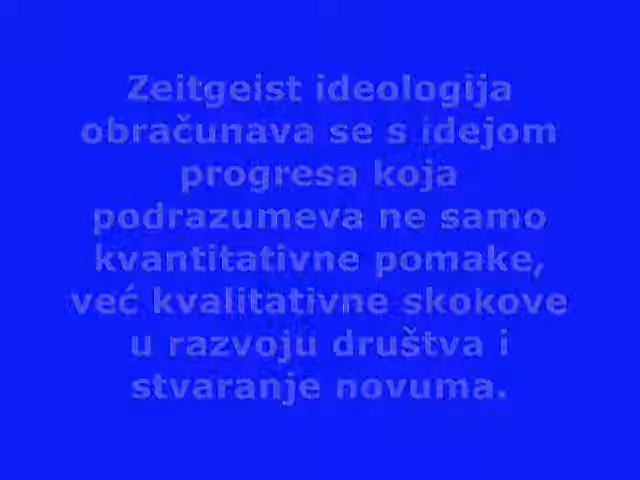 Zeitgeist ideologija
obračunava se s idejom
progresa koja
podrazumeva ne samo
kvantitativne pomake,
već kvalitativne skokove
u razvoju društva i
stvaranje novuma.